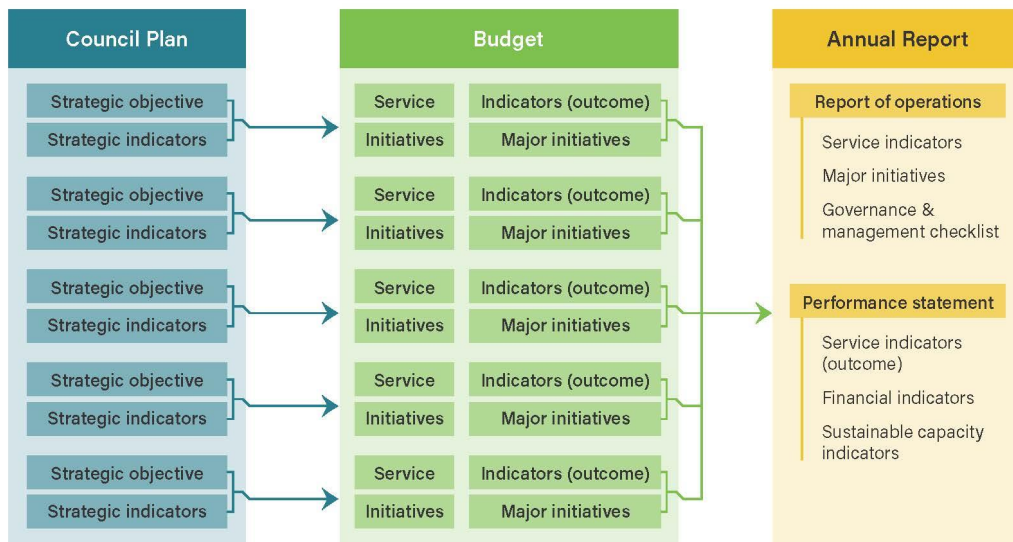 Council Plan
Strategic objective
Strategic indicators
Strategic objective
Strategic indicators
Strategic objective
Strategic indicators
Strategic objective
Strategic indicators
Strategic objective
Strategic indicators
Budget
Service
Indicators (outcome)
Initiatives
Major initiatives
Service
Indicators (outcome)
Initiatives
Major initiatives
Service
Indicators (outcome)
Initiatives
Major initiatives
Service
Indicators (outcome)
Initiatives
Major initiatives
Service
Indicators (outcome)
Initiatives
Major initiatives
Annual Report
Report of operations
Service indicators
Major initiatives
Governance &
management checklist
Performance statement
Service indicators
(outcome)
Financial indicators
Sustainable capacity
indicators